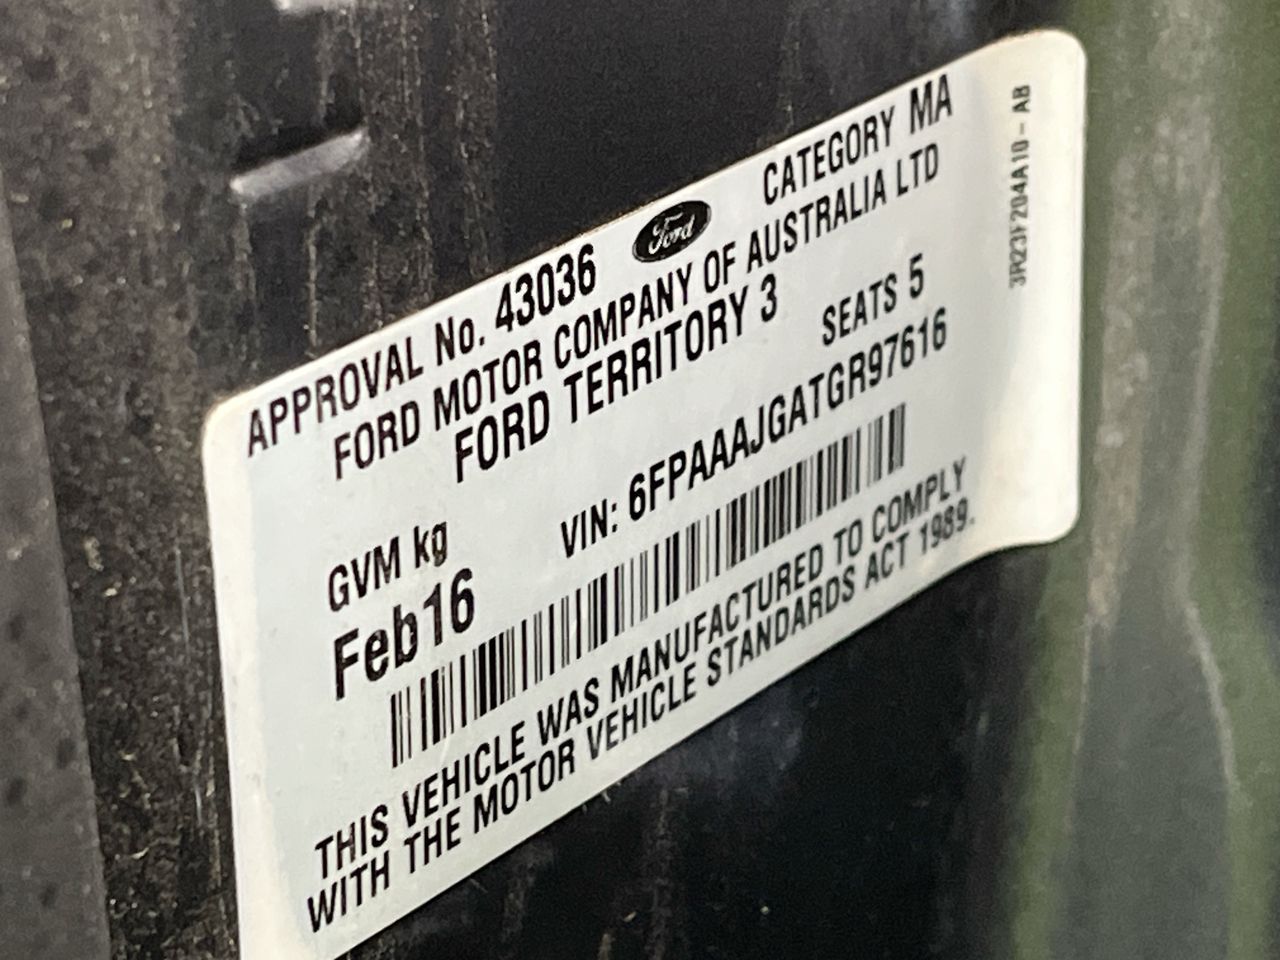 APPROVAL No. 43036 Ford CATEGORY MA
FORD MOTOR COMPANY OF AUSTRALIA LTD
FORD TERRITORY 3
SEATS 5
GVM kg VIN: 6FPAAAJGATGR97616
Feb16
THIS VEHICLE WAS MANUFACTURED TO COMPLY
WITH THE MOTOR VEHICLE STANDARDS ACT 1989.
3R23F204A10-AB